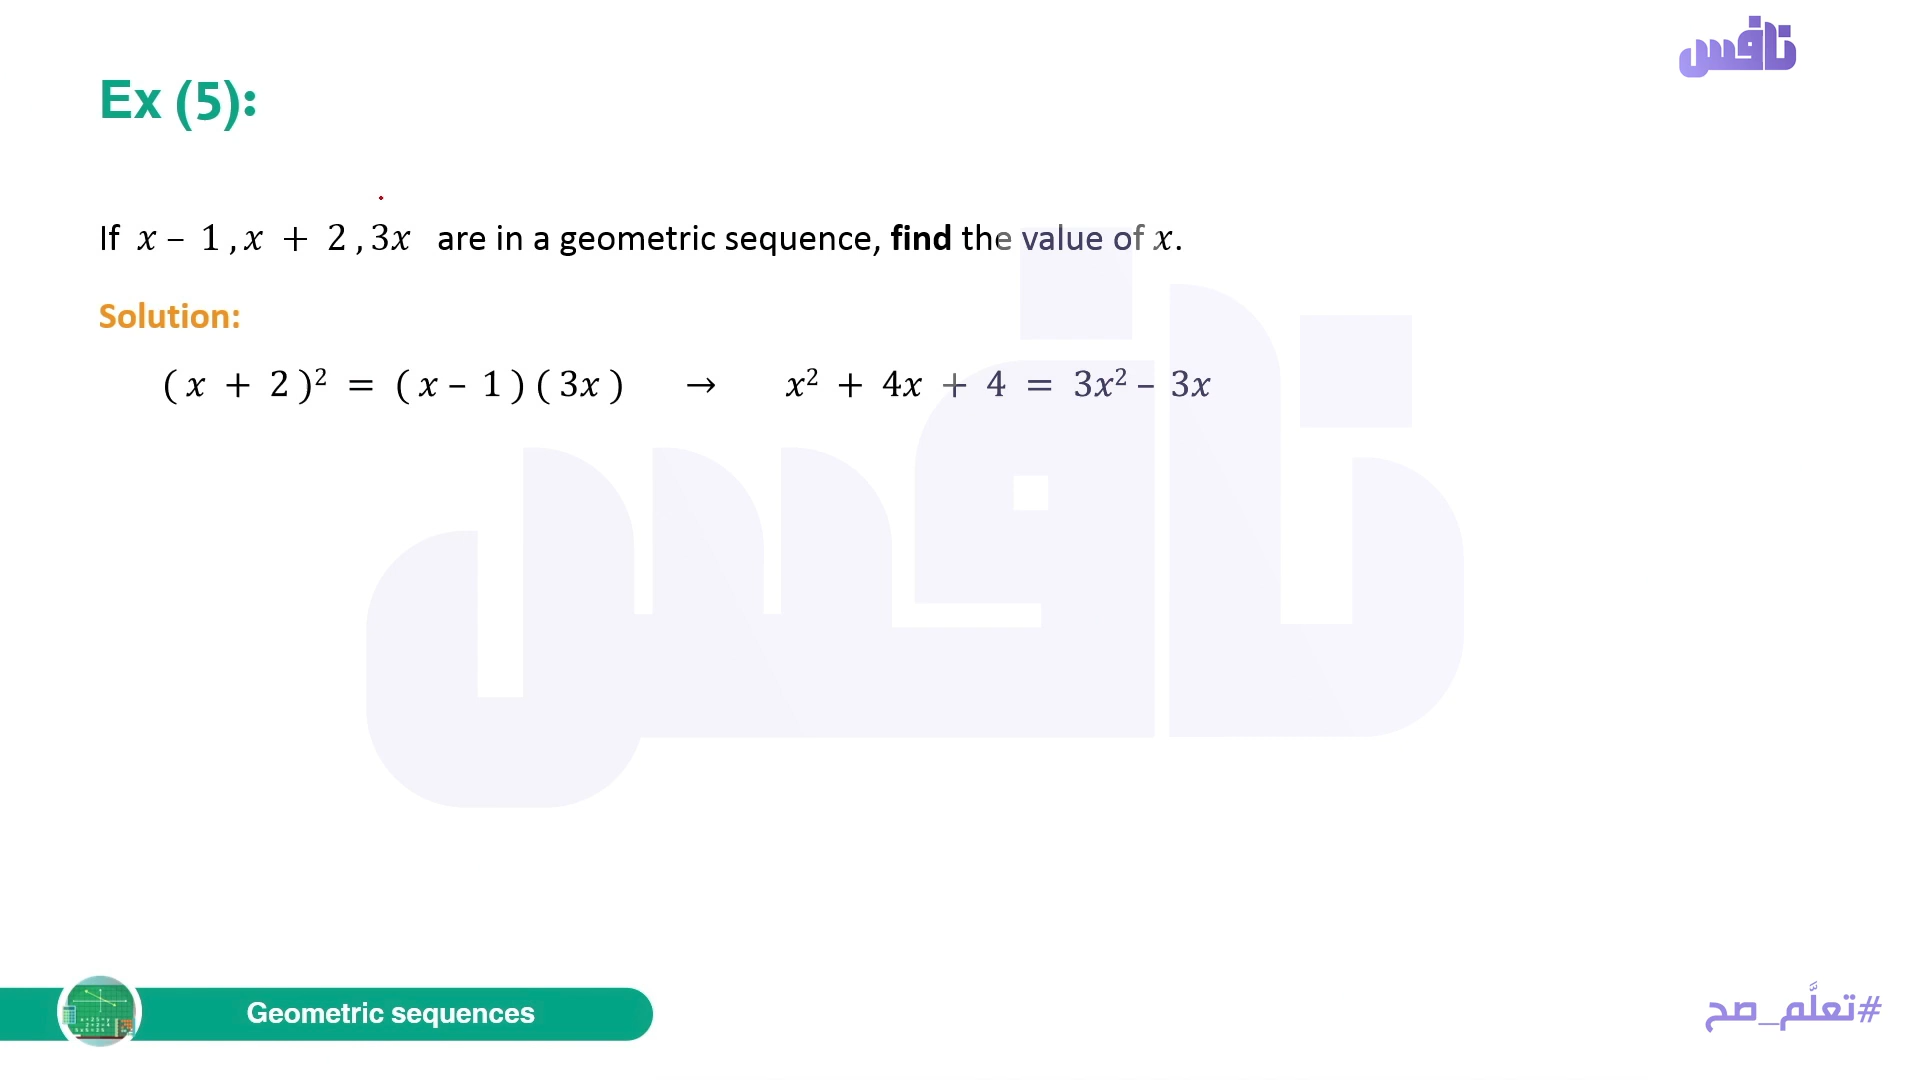 نافس
Ex (5):
If x – 1 , x + 2 , 3x are in a geometric sequence, find the value of x.
Solution:
( x + 2 )² = ( x – 1 ) ( 3x ) → x² + 4x + 4 = 3x² – 3x
نافس
Geometric sequences
#تعلَّم_صح